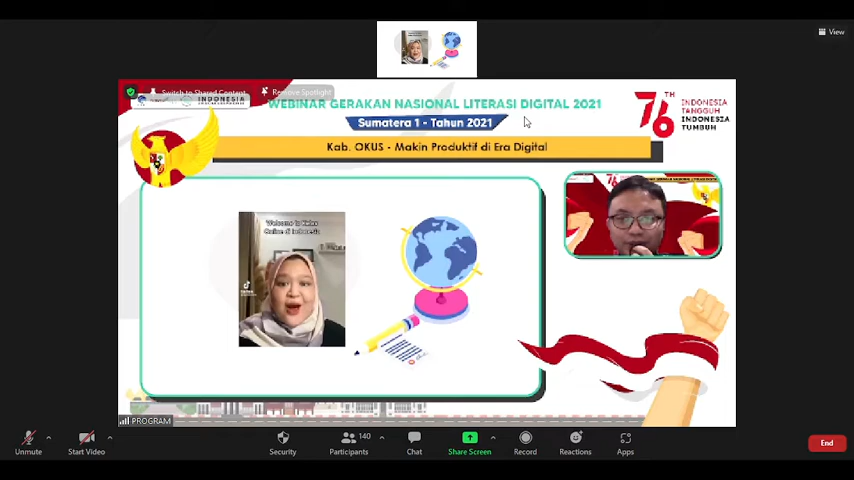 View
Switch to Shared Content
Remove Spotlight
INDONESIA
WEBINAR GERAKAN NASIONAL LITERASI DIGITAL 2021
Sumatera 1 - Tahun 2021
Kab. OKUS - Makin Produktif di Era Digital
76TH
INDONESIA
TANGGUH
INDONESIA
TUMBUH
Welcome to Kelas
Online di Indonesia
PROGRAM
Unmute
Start Video
Security
140
Participants
Chat
Share Screen
Record
Reactions
Apps
End